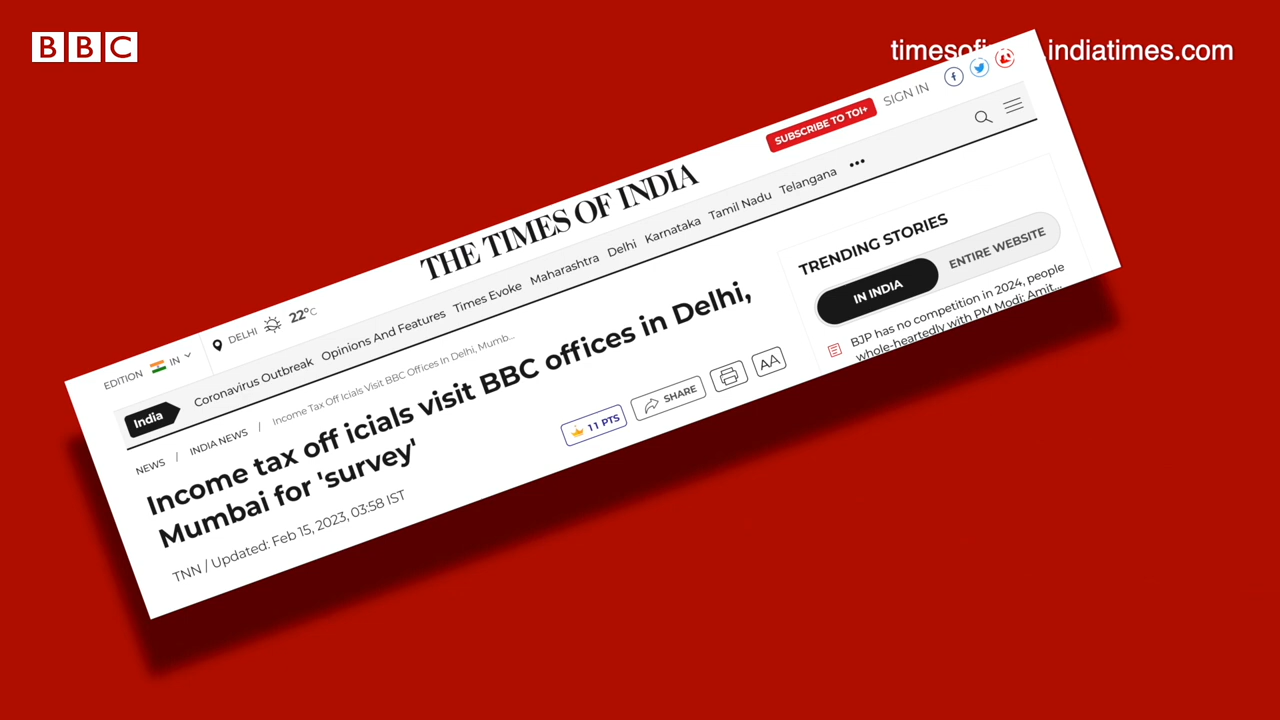 BBC
timesofi .indiatimes.com
SUBSCRIBE TO TOI+ SIGN IN
THE TIMES OF INDIA
EDITION IN DELHI 22°C
India Coronavirus Outbreak Opinions And Features Times Evoke Maharashtra Delhi Karnataka Tamil Nadu Telangana •••
NEWS / INDIA NEWS / Income Tax Off Icials Visit BBC Offices In Delhi, Mumb...
Income tax off icials visit BBC offices in Delhi,
Mumbai for 'survey'
TNN / Updated: Feb 15, 2023, 03:58 IST
11 PTS SHARE AA
TRENDING STORIES
IN INDIA ENTIRE WEBSITE
BJP has no competition in 2024, people
whole-heartedly with PM Modi: Amit...